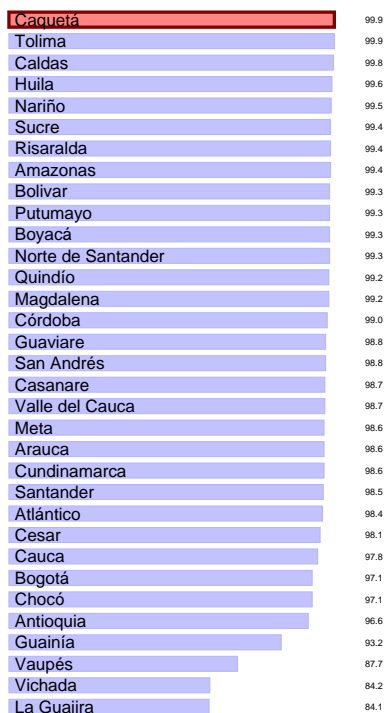 Caquetá 99.9
Tolima 99.9
Caldas 99.8
Huila 99.6
Nariño 99.5
Sucre 99.4
Risaralda 99.4
Amazonas 99.4
Bolivar 99.3
Putumayo 99.3
Boyacá 99.3
Norte de Santander 99.3
Quindío 99.2
Magdalena 99.2
Córdoba 99.0
Guaviare 98.8
San Andrés 98.8
Casanare 98.7
Valle del Cauca 98.7
Meta 98.6
Arauca 98.6
Cundinamarca 98.6
Santander 98.5
Atlántico 98.4
Cesar 98.1
Cauca 97.8
Bogotá 97.1
Chocó 97.1
Antioquia 96.6
Guainía 93.2
Vaupés 87.7
Vichada 84.2
La Guajira 84.1